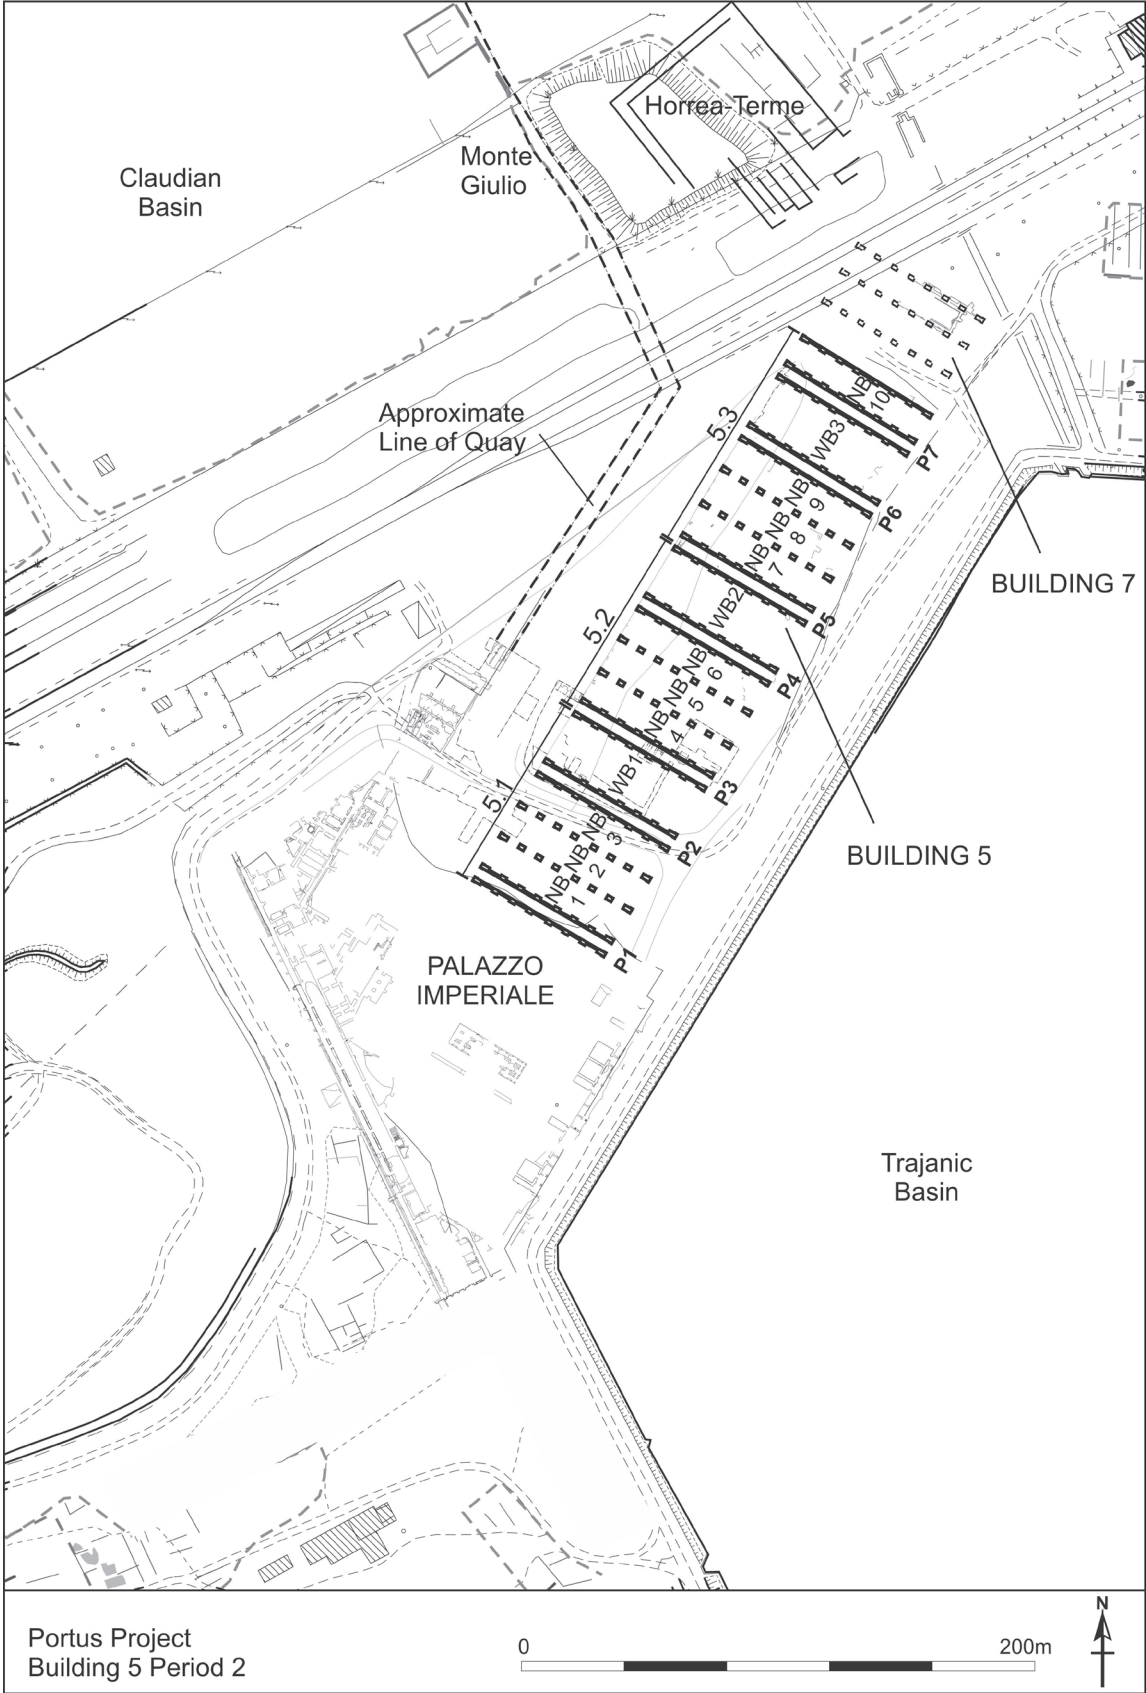 Horrea-Terme
Monte
Giulio
Claudian
Basin
Approximate
Line of Quay
NB
10
5.3
WB3
P7
NB
9
NB
8
NB
7
P6
BUILDING 7
5.2
WB2
P5
NB
6
NB
5
NB
4
P4
5.1
WB1
P3
BUILDING 5
NB
3
NB
2
NB
1
P2
P1
PALAZZO
IMPERIALE
Trajanic
Basin
Portus Project
Building 5 Period 2
0
200m
N